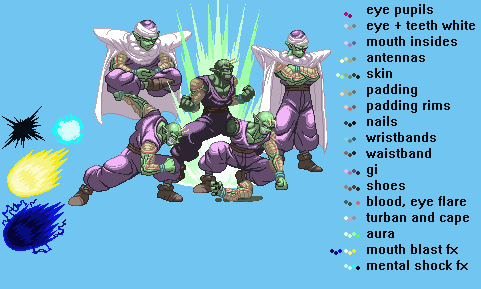 eye pupils
eye + teeth white
mouth insides
antennas
skin
padding
padding rims
nails
wristbands
waistband
gi
shoes
blood, eye flare
turban and cape
aura
mouth blast fx
mental shock fx